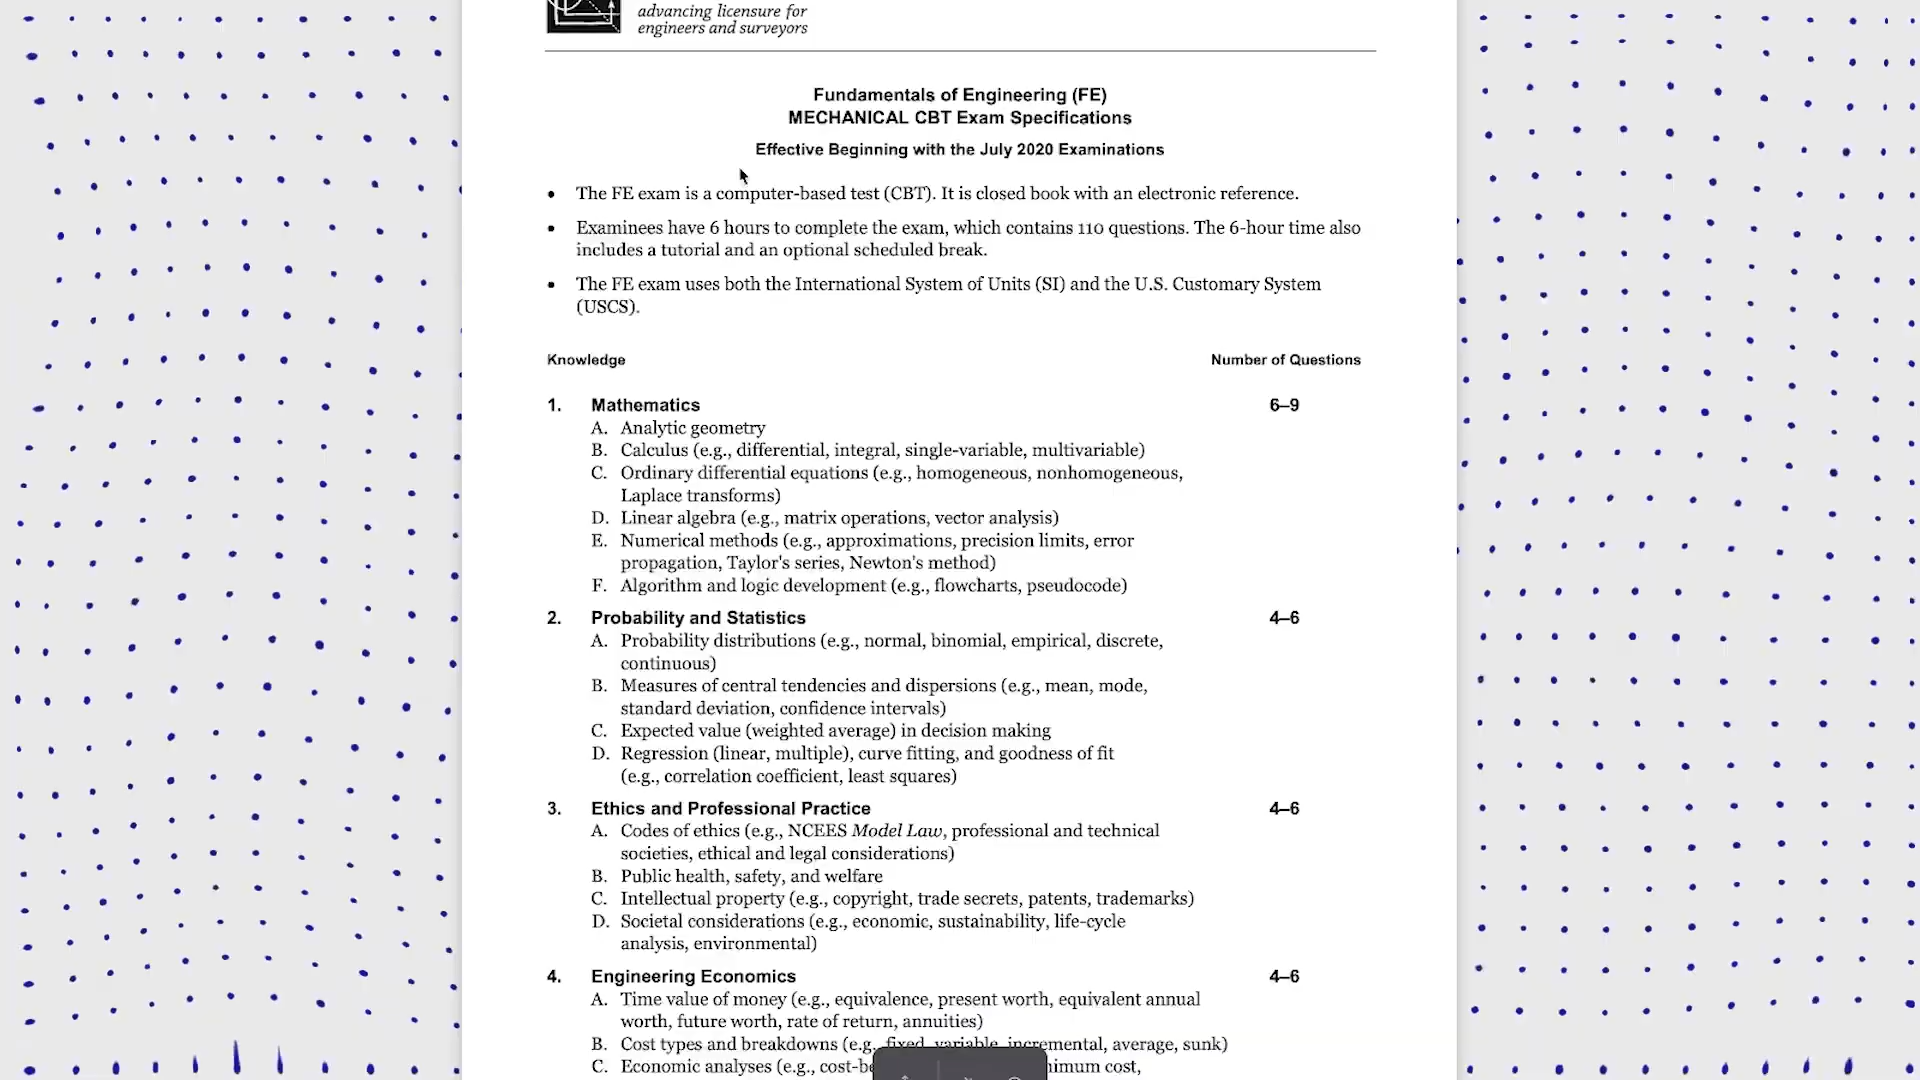 advancing licensure for
engineers and surveyors
Fundamentals of Engineering (FE)
MECHANICAL CBT Exam Specifications
Effective Beginning with the July 2020 Examinations
• The FE exam is a computer-based test (CBT). It is closed book with an electronic reference.
• Examinees have 6 hours to complete the exam, which contains 110 questions. The 6-hour time also
includes a tutorial and an optional scheduled break.
• The FE exam uses both the International System of Units (SI) and the U.S. Customary System
(USCS).
Knowledge Number of Questions
1. Mathematics 6–9
A. Analytic geometry
B. Calculus (e.g., differential, integral, single-variable, multivariable)
C. Ordinary differential equations (e.g., homogeneous, nonhomogeneous,
Laplace transforms)
D. Linear algebra (e.g., matrix operations, vector analysis)
E. Numerical methods (e.g., approximations, precision limits, error
propagation, Taylor's series, Newton's method)
F. Algorithm and logic development (e.g., flowcharts, pseudocode)
2. Probability and Statistics 4–6
A. Probability distributions (e.g., normal, binomial, empirical, discrete,
continuous)
B. Measures of central tendencies and dispersions (e.g., mean, mode,
standard deviation, confidence intervals)
C. Expected value (weighted average) in decision making
D. Regression (linear, multiple), curve fitting, and goodness of fit
(e.g., correlation coefficient, least squares)
3. Ethics and Professional Practice 4–6
A. Codes of ethics (e.g., NCEES Model Law, professional and technical
societies, ethical and legal considerations)
B. Public health, safety, and welfare
C. Intellectual property (e.g., copyright, trade secrets, patents, trademarks)
D. Societal considerations (e.g., economic, sustainability, life-cycle
analysis, environmental)
4. Engineering Economics 4–6
A. Time value of money (e.g., equivalence, present worth, equivalent annual
worth, future worth, rate of return, annuities)
B. Cost types and breakdowns (e.g., fixed, variable, incremental, average, sunk)
C. Economic analyses (e.g., cost-be cost,